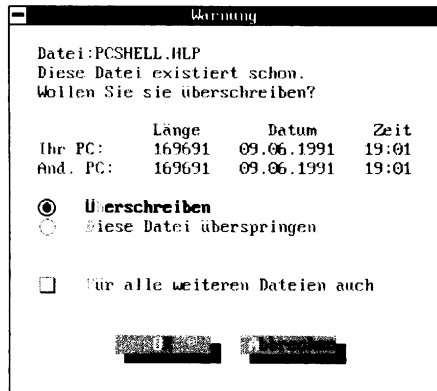 Warnung
Datei:PCSHELL.HLP
Diese Datei existiert schon.
Wollen Sie sie überschreiben?
Länge Datum Zeit
Ihr PC: 169691 09.06.1991 19:01
And. PC: 169691 09.06.1991 19:01
Überschreiben
Diese Datei überspringen
Für alle weiteren Dateien auch